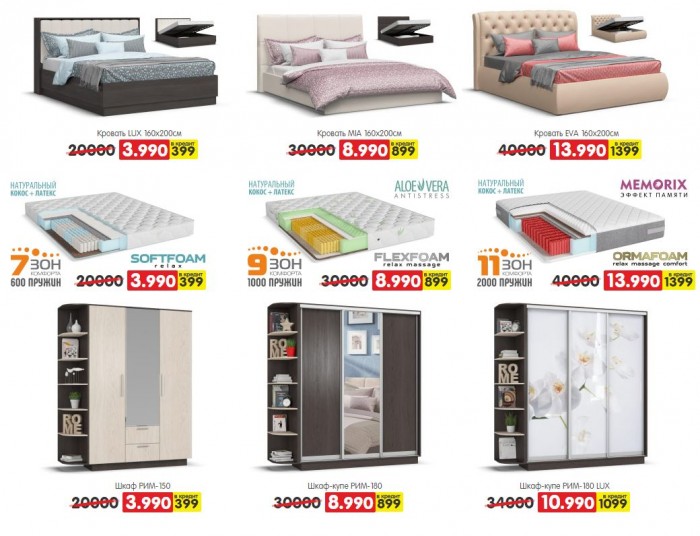 Кровать LUX 160х200см
20000 3.990 в кредит 399
Кровать MIA 160х200см
30000 8.990 в кредит 899
Кровать EVA 160х200см
40000 13.990 в кредит 1399
НАТУРАЛЬНЫЙ
КОКОС + ЛАТЕКС
7 ЗОН
КОМФОРТА
600 ПРУЖИН
SOFTFOAM
relax
20000 3.990 в кредит 399
НАТУРАЛЬНЫЙ
КОКОС + ЛАТЕКС
ALOE VERA
ANTISTRESS
9 ЗОН
КОМФОРТА
1000 ПРУЖИН
FLEXFOAM
relax massage
30000 8.990 в кредит 899
НАТУРАЛЬНЫЙ
КОКОС + ЛАТЕКС
MEMORIX
ЭФФЕКТ ПАМЯТИ
11 ЗОН
КОМФОРТА
2000 ПРУЖИН
ORMAFOAM
relax massage comfort
40000 13.990 в кредит 1399
ROME
ROME
Шкаф РИМ-150
20000 3.990 в кредит 399
ROME
ROME
Шкаф-купе РИМ-180
30000 8.990 в кредит 899
ROME
ROME
Шкаф-купе РИМ-180 LUX
34000 10.990 в кредит 1099